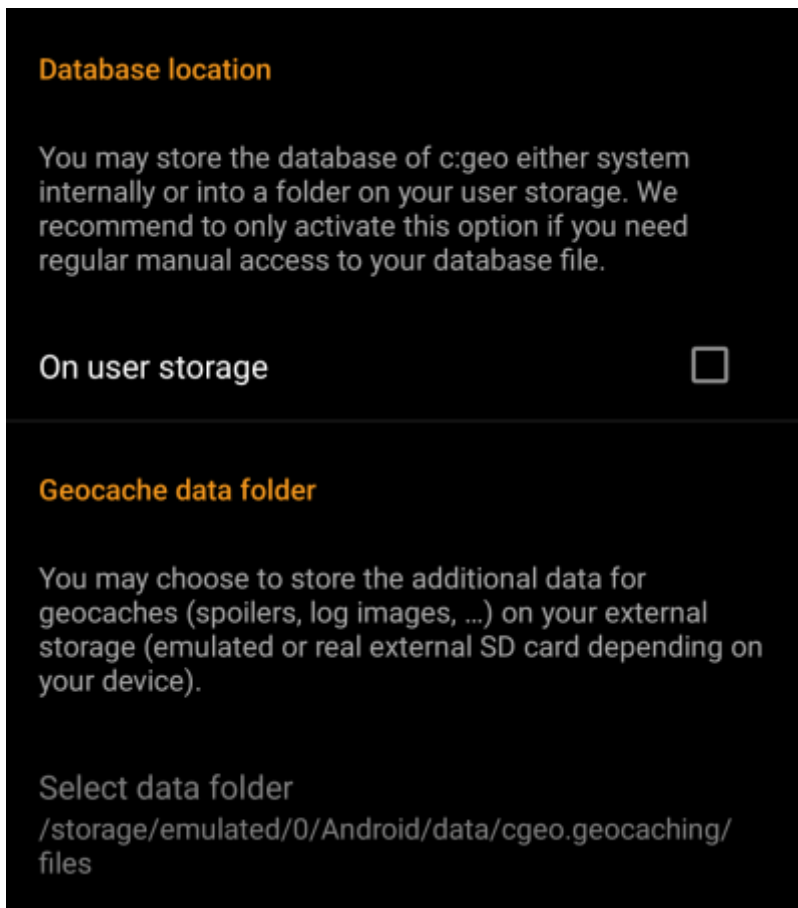 Database location
You may store the database of c:geo either system
internally or into a folder on your user storage. We
recommend to only activate this option if you need
regular manual access to your database file.
On user storage
Geocache data folder
You may choose to store the additional data for
geocaches (spoilers, log images, …) on your external
storage (emulated or real external SD card depending on
your device).
Select data folder
/storage/emulated/0/Android/data/cgeo.geocaching/
files